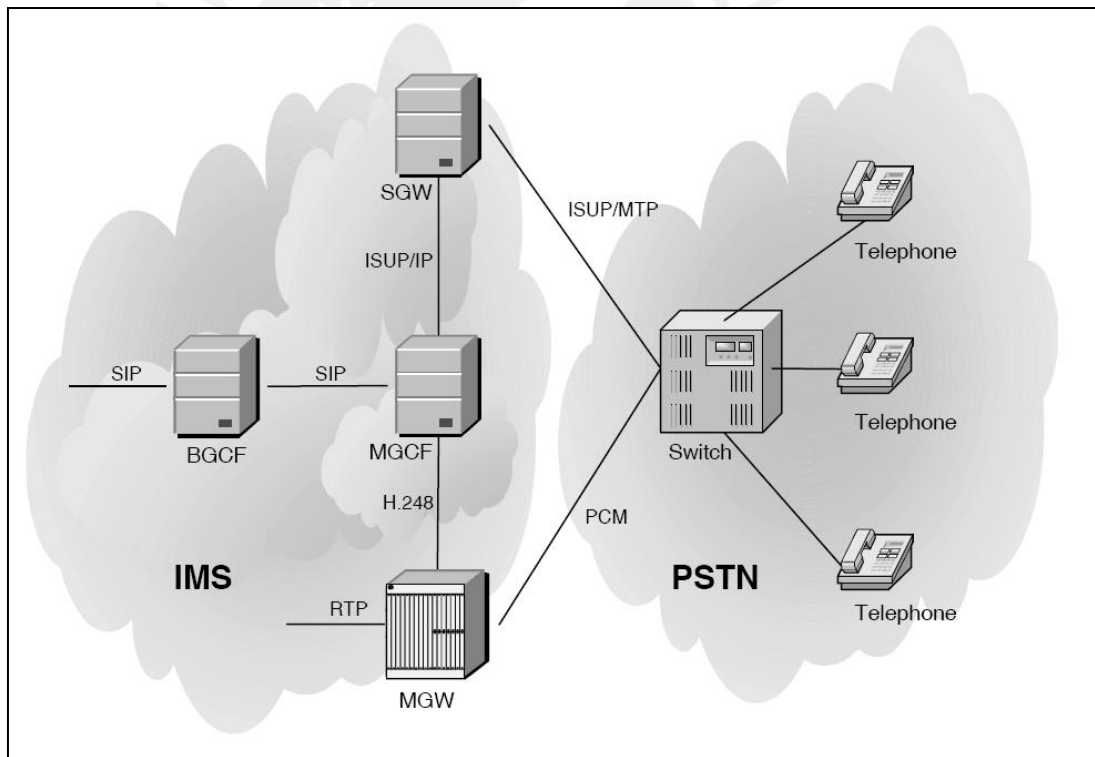 SGW
ISUP/MTP
Telephone
ISUP/IP
SIP
SIP
BGCF
MGCF
Switch
Telephone
H.248
PCM
IMS
PSTN
RTP
Telephone
MGW